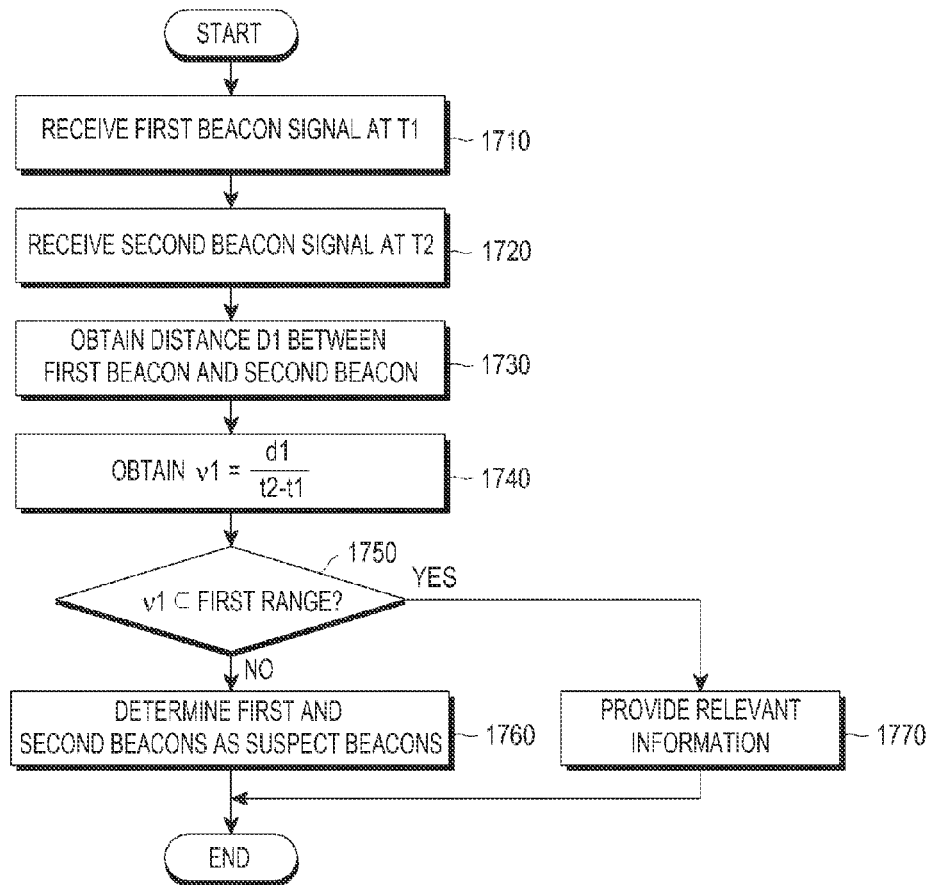 START
RECEIVE FIRST BEACON SIGNAL AT T1
1710
RECEIVE SECOND BEACON SIGNAL AT T2
1720
OBTAIN DISTANCE D1 BETWEEN
FIRST BEACON AND SECOND BEACON
1730
OBTAIN v1 = d1 / t2-t1
1740
1750
v1 ⊂ FIRST RANGE?
YES
NO
DETERMINE FIRST AND
SECOND BEACONS AS SUSPECT BEACONS
1760
PROVIDE RELEVANT
INFORMATION
1770
END